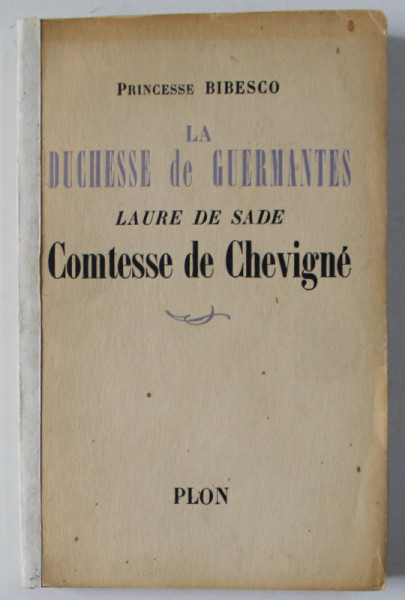 PRINCESSE BIBESCO
LA
DUCHESSE de GUERMANTES
LAURE DE SADE
Comtesse de Chevigné
PLON